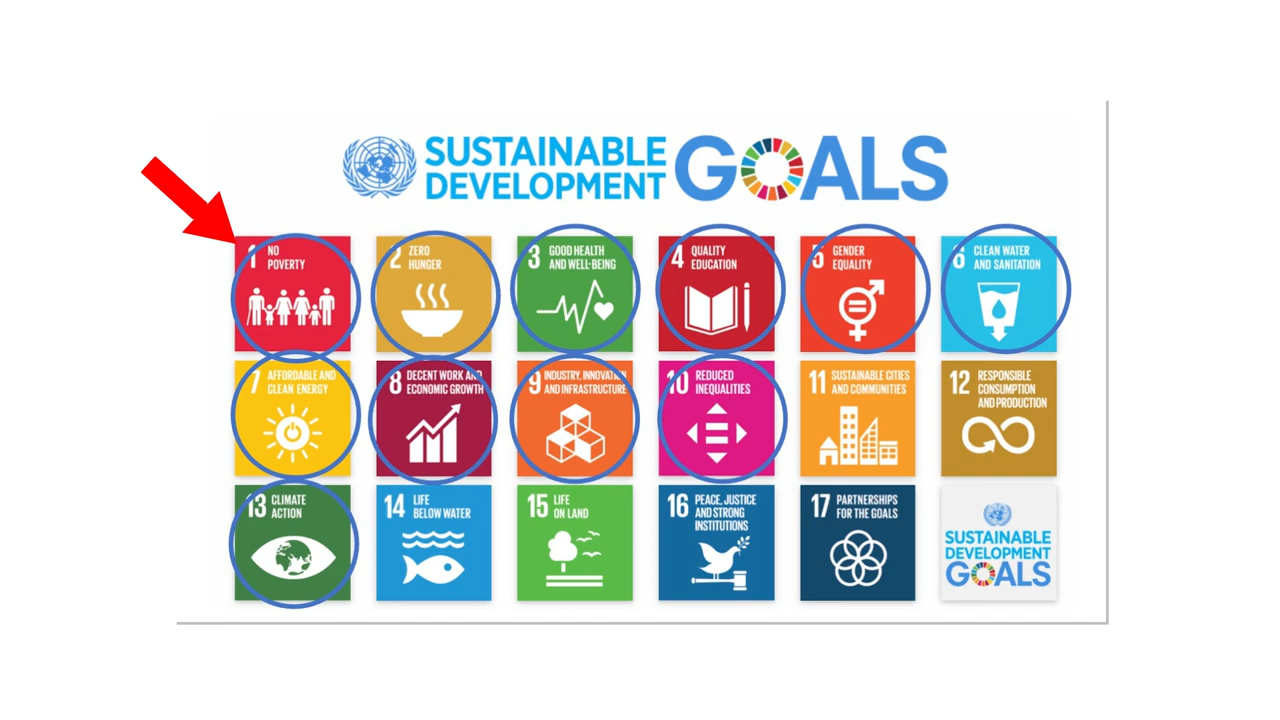 SUSTAINABLE
DEVELOPMENT
GOALS
1 NO
POVERTY
2 ZERO
HUNGER
3 GOOD HEALTH
AND WELL-BEING
4 QUALITY
EDUCATION
5 GENDER
EQUALITY
6 CLEAN WATER
AND SANITATION
7 AFFORDABLE AND
CLEAN ENERGY
8 DECENT WORK AND
ECONOMIC GROWTH
9 INDUSTRY, INNOVATION
AND INFRASTRUCTURE
10 REDUCED
INEQUALITIES
11 SUSTAINABLE CITIES
AND COMMUNITIES
12 RESPONSIBLE
CONSUMPTION
AND PRODUCTION
13 CLIMATE
ACTION
14 LIFE
BELOW WATER
15 LIFE
ON LAND
16 PEACE, JUSTICE
AND STRONG
INSTITUTIONS
17 PARTNERSHIPS
FOR THE GOALS
SUSTAINABLE
DEVELOPMENT
GOALS